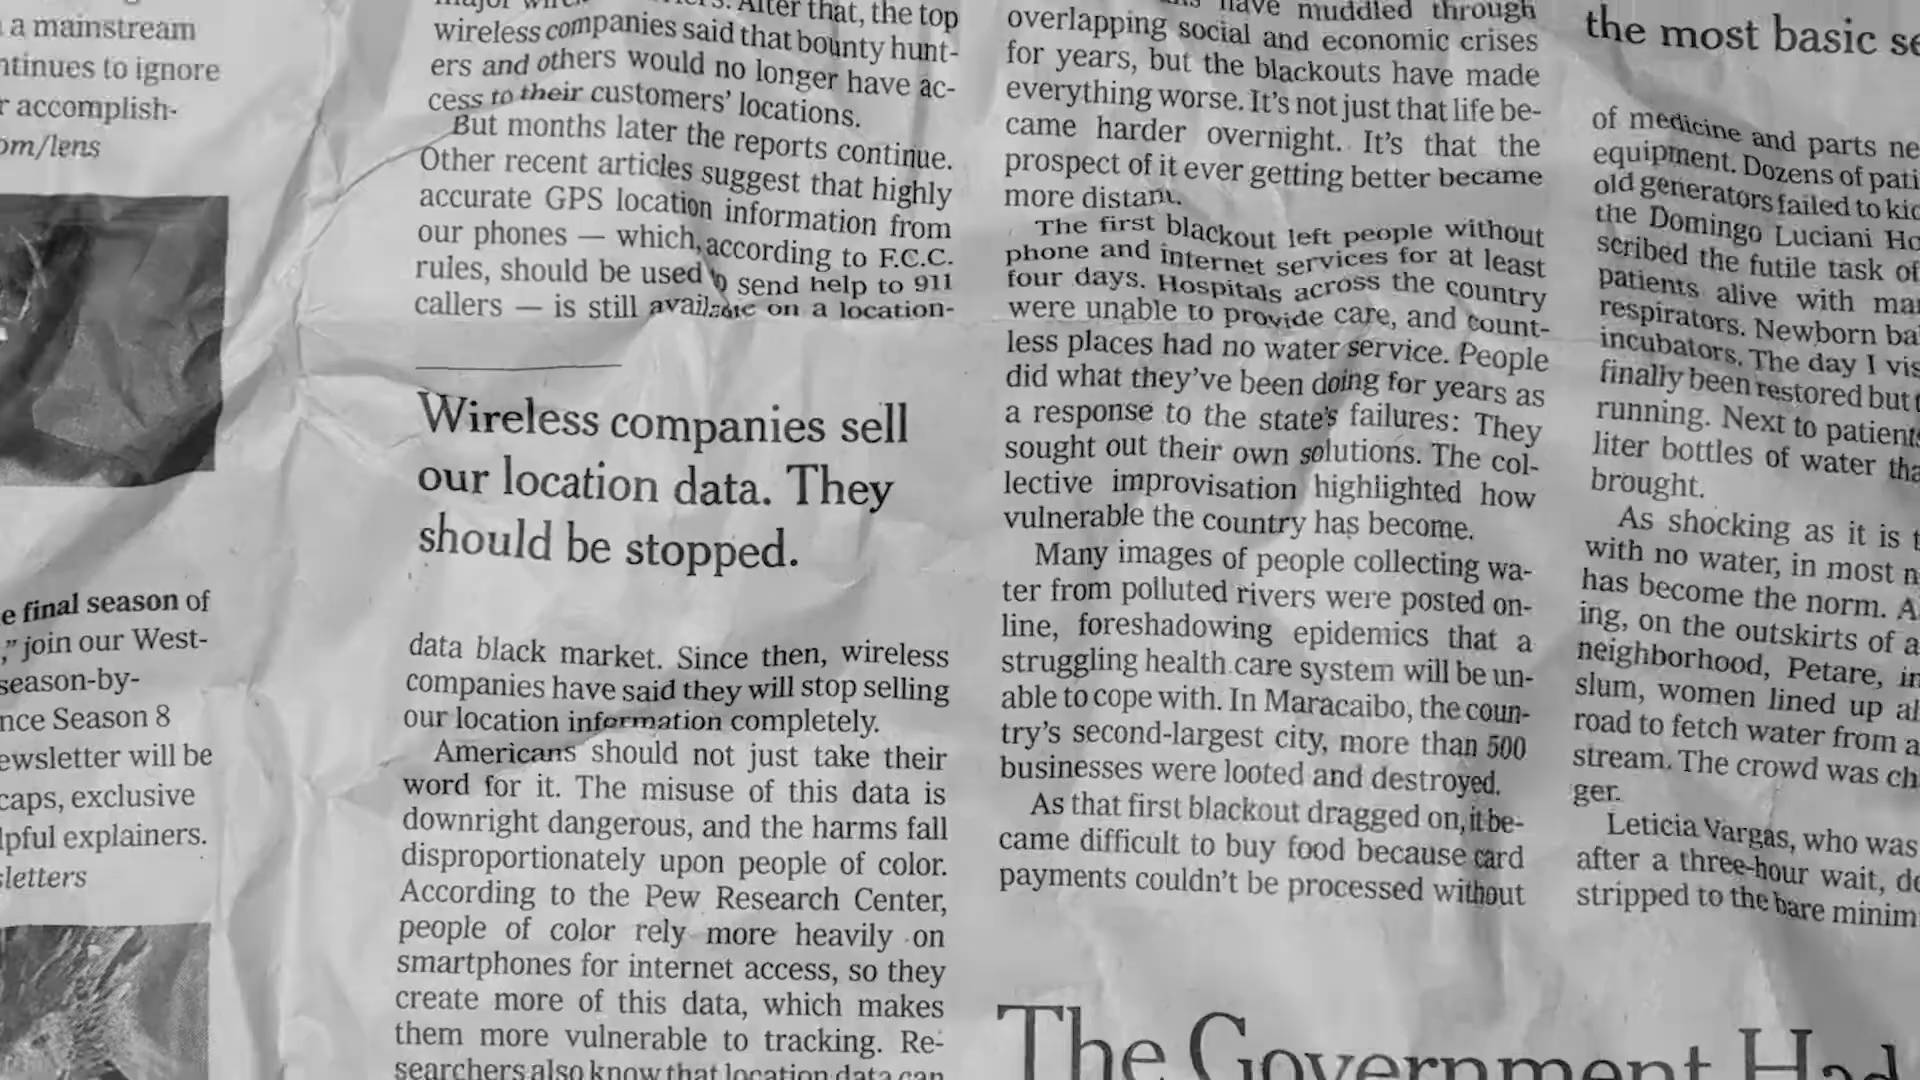 a mainstream
ntinues to ignore
r accomplish-
om/lens
e final season of
," join our West-
season-by-
nce Season 8
ewsletter will be
caps, exclusive
lpful explainers.
sletters
After that, the top
wireless companies said that bounty hunt-
ers and others would no longer have ac-
cess to their customers' locations.
But months later the reports continue.
Other recent articles suggest that highly
accurate GPS location information from
our phones — which, according to F.C.C.
rules, should be used to send help to 911
callers — is still available on a location-
Wireless companies sell
our location data. They
should be stopped.
data black market. Since then, wireless
companies have said they will stop selling
our location information completely.
Americans should not just take their
word for it. The misuse of this data is
downright dangerous, and the harms fall
disproportionately upon people of color.
According to the Pew Research Center,
people of color rely more heavily on
smartphones for internet access, so they
create more of this data, which makes
them more vulnerable to tracking. Re-
searchers also know that location data can
have muddled through
overlapping social and economic crises
for years, but the blackouts have made
everything worse. It's not just that life be-
came harder overnight. It's that the
prospect of it ever getting better became
more distant.
The first blackout left people without
phone and internet services for at least
four days. Hospitals across the country
were unable to provide care, and count-
less places had no water service. People
did what they've been doing for years as
a response to the state's failures: They
sought out their own solutions. The col-
lective improvisation highlighted how
vulnerable the country has become.
Many images of people collecting wa-
ter from polluted rivers were posted on-
line, foreshadowing epidemics that a
struggling health care system will be un-
able to cope with. In Maracaibo, the coun-
try's second-largest city, more than 500
businesses were looted and destroyed.
As that first blackout dragged on, it be-
came difficult to buy food because card
payments couldn't be processed without
the most basic se
of medicine and parts ne
equipment. Dozens of pati
old generators failed to kic
the Domingo Luciani Ho
scribed the futile task of
patients alive with man
respirators. Newborn ba
incubators. The day I vis
finally been restored but t
running. Next to patients
liter bottles of water tha
brought.
As shocking as it is t
with no water, in most n
has become the norm. A
ing, on the outskirts of a
neighborhood, Petare, in
slum, women lined up al
road to fetch water from a
stream. The crowd was ch
ger.
Leticia Vargas, who was
after a three-hour wait, de
stripped to the bare minim
The Government Had